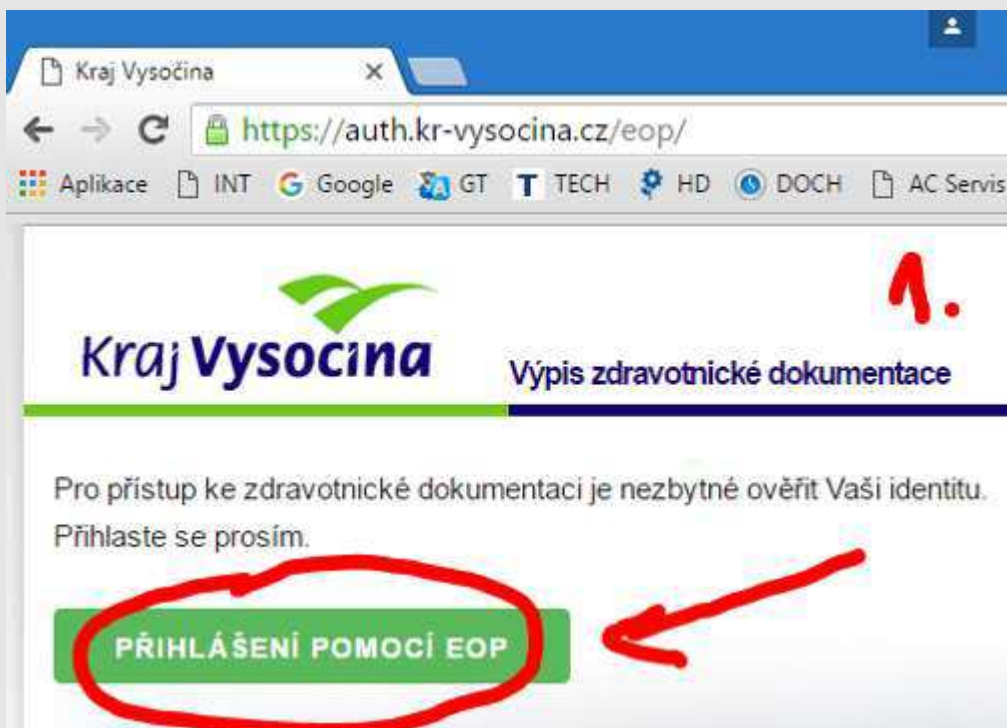 Kraj Vysočina
https://auth.kr-vysocina.cz/eop/
Aplikace INT Google GT TECH HD DOCH AC Servis
1.
Kraj Vysocina
Výpis zdravotnické dokumentace
Pro přístup ke zdravotnické dokumentaci je nezbytné ověřit Vaši identitu.
Přihlaste se prosím.
PŘIHLÁŠENÍ POMOCÍ EOP